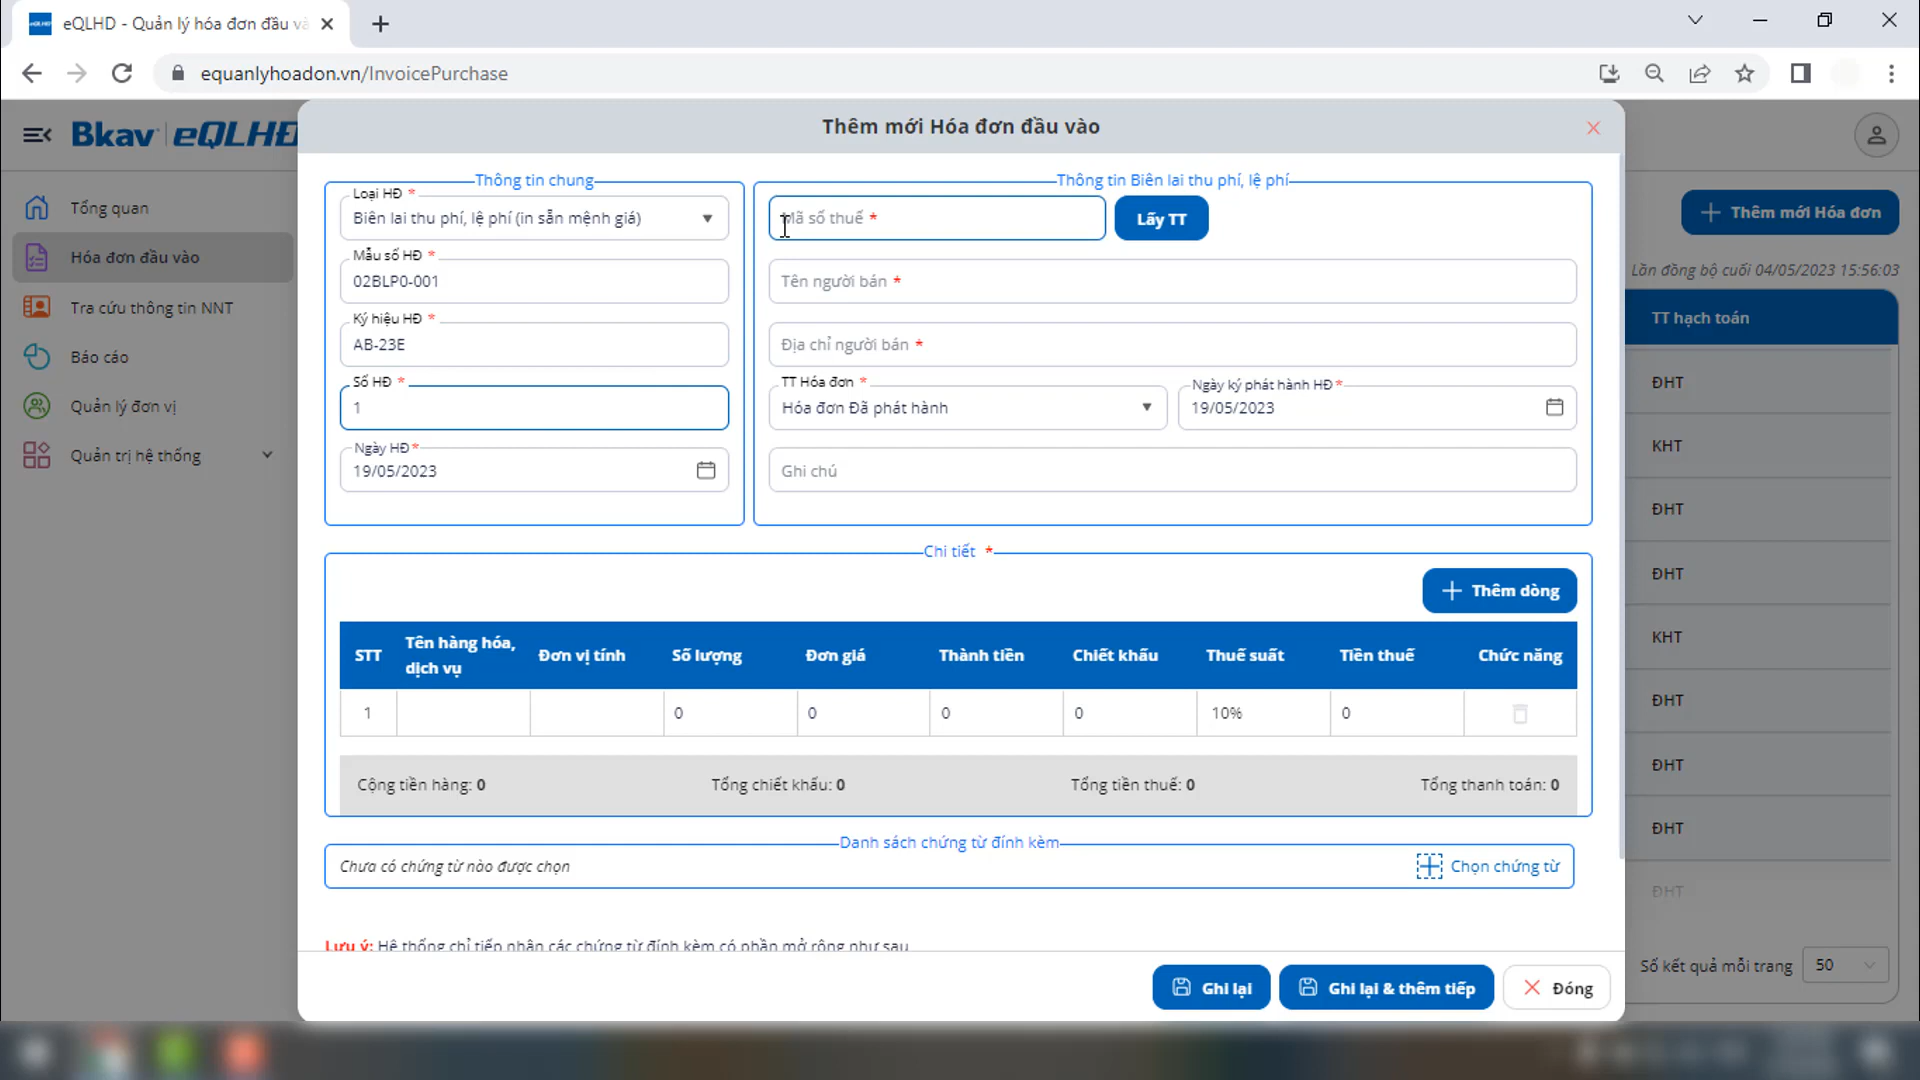 eQLHD - Quản lý hóa đơn đầu và
equanlyhoadon.vn/InvoicePurchase
Bkav eQLHĐ
Thêm mới Hóa đơn đầu vào
Tổng quan
Hóa đơn đầu vào
Tra cứu thông tin NNT
Báo cáo
Quản lý đơn vị
Quản trị hệ thống
Thông tin chung
Loại HĐ *
Biên lai thu phí, lệ phí (in sẵn mệnh giá)
Mẫu số HĐ *
02BLP0-001
Ký hiệu HĐ *
AB-23E
Số HĐ *
1
Ngày HĐ *
19/05/2023
Thông tin Biên lai thu phí, lệ phí
Mã số thuế *
Lấy TT
Tên người bán *
Địa chỉ người bán *
TT Hóa đơn *
Hóa đơn Đã phát hành
Ngày ký phát hành HĐ *
19/05/2023
Ghi chú
Chi tiết *
Thêm dòng
STT Tên hàng hóa, dịch vụ Đơn vị tính Số lượng Đơn giá Thành tiền Chiết khấu Thuế suất Tiền thuế Chức năng
1 0 0 0 0 10% 0
Cộng tiền hàng: 0 Tổng chiết khấu: 0 Tổng tiền thuế: 0 Tổng thanh toán: 0
Danh sách chứng từ đính kèm
Chưa có chứng từ nào được chọn
Chọn chứng từ
Lưu ý: Hệ thống chỉ tiếp nhận các chứng từ đính kèm có phần mở rộng như sau
Ghi lại
Ghi lại & thêm tiếp
Đóng
Thêm mới Hóa đơn
Lần đồng bộ cuối 04/05/2023 15:56:03
TT hạch toán
ĐHT
KHT
ĐHT
ĐHT
KHT
ĐHT
ĐHT
ĐHT
ĐHT
Số kết quả mỗi trang 50